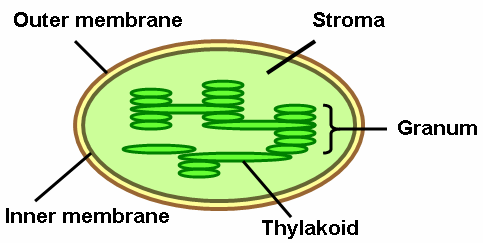 Outer membrane
Stroma
Granum
Inner membrane
Thylakoid